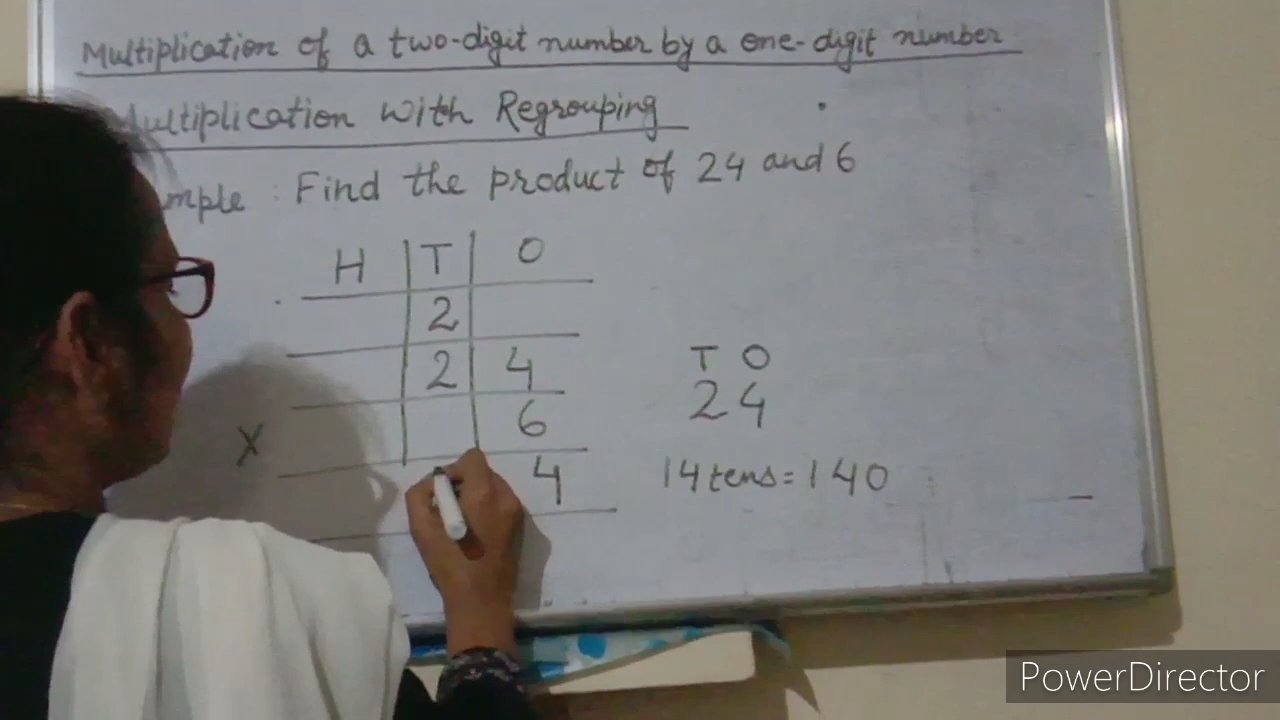 Multiplication of a two-digit number by a one-digit number
Multiplication with Regrouping
mple : Find the product of 24 and 6
H T O
2
2 4
X 6
4
T O
24
14 tens = 140
PowerDirector